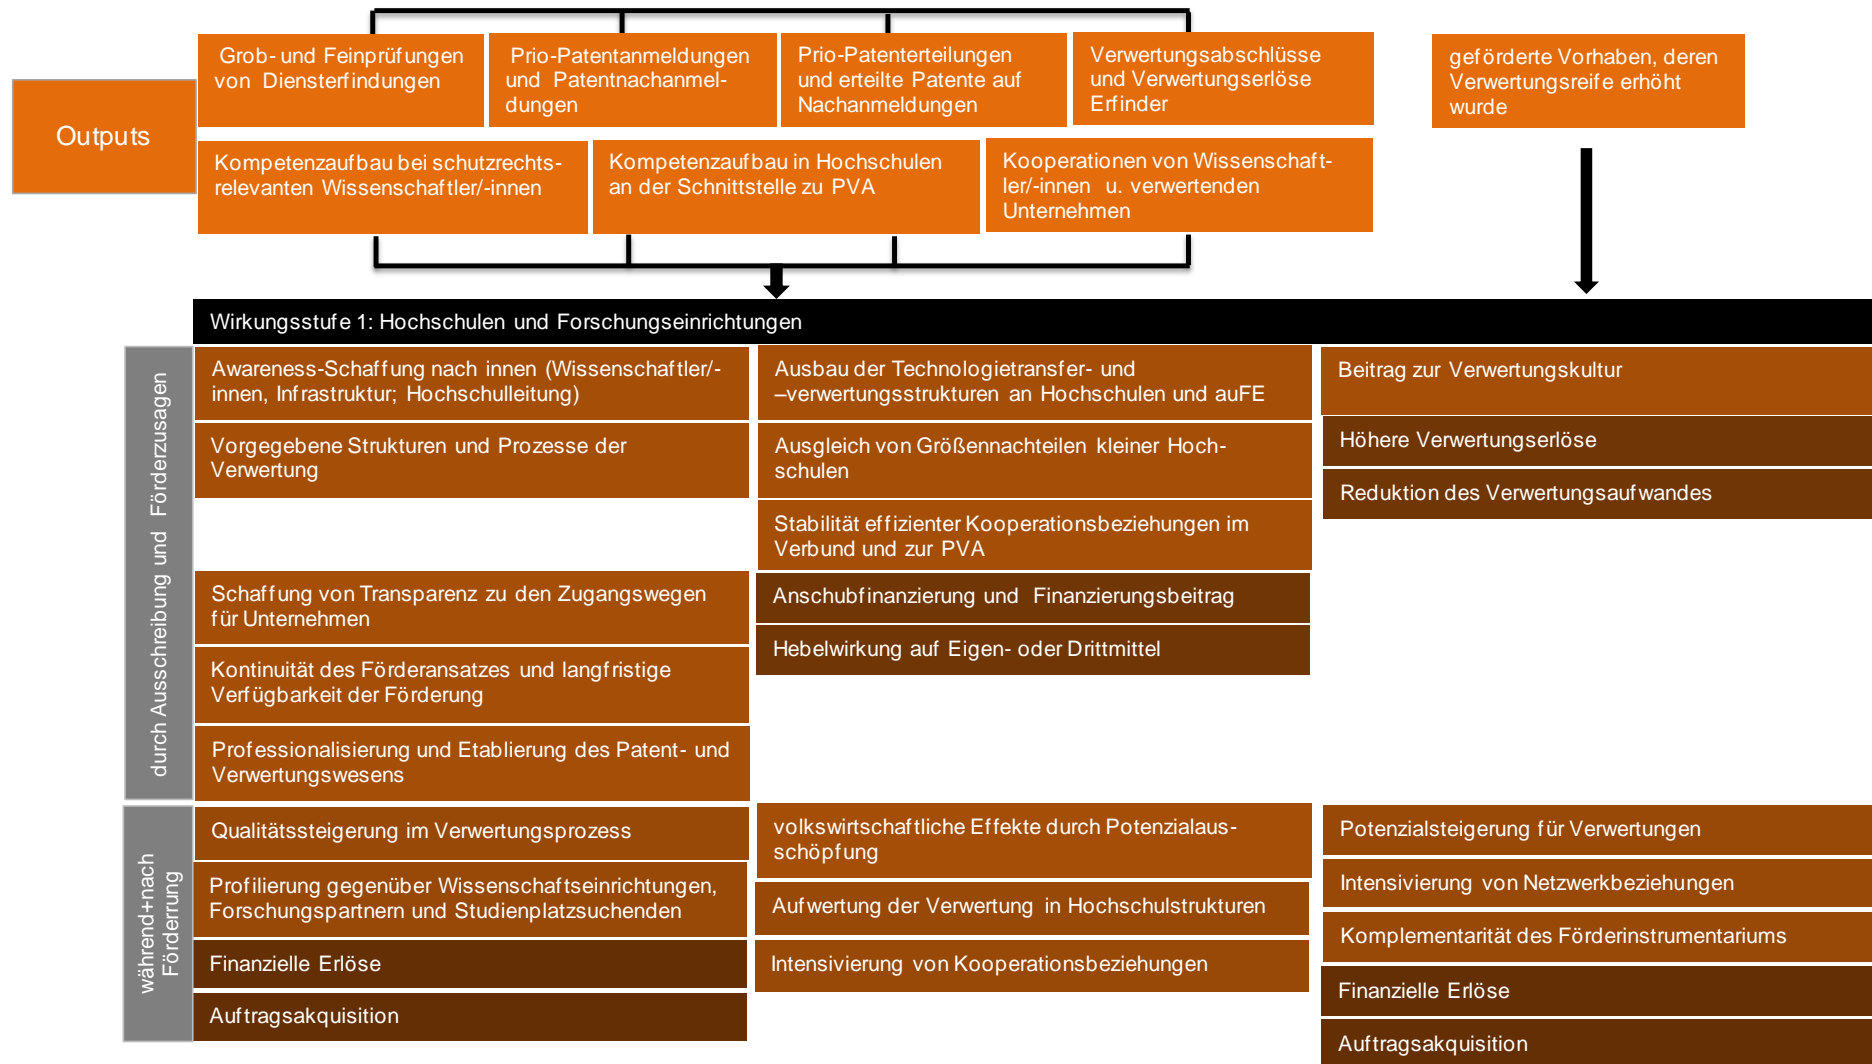 Outputs
Grob- und Feinprüfungen
von Diensterfindungen
Prio-Patentanmeldungen
und Patentnachanmel-
dungen
Prio-Patenterteilungen
und erteilte Patente auf
Nachanmeldungen
Verwertungsabschlüsse
und Verwertungserlöse
Erfinder
geförderte Vorhaben, deren
Verwertungsreife erhöht
wurde
Kompetenzaufbau bei schutzrechts-
relevanten Wissenschaftler/-innen
Kompetenzaufbau in Hochschulen
an der Schnittstelle zu PVA
Kooperationen von Wissenschaft-
ler/-innen u. verwertenden
Unternehmen
Wirkungsstufe 1: Hochschulen und Forschungseinrichtungen
durch Ausschreibung und Förderzusagen
Awareness-Schaffung nach innen (Wissenschaftler/-
innen, Infrastruktur; Hochschulleitung)
Vorgegebene Strukturen und Prozesse der
Verwertung
Schaffung von Transparenz zu den Zugangswegen
für Unternehmen
Kontinuität des Förderansatzes und langfristige
Verfügbarkeit der Förderung
Professionalisierung und Etablierung des Patent- und
Verwertungswesens
Ausbau der Technologietransfer- und
–verwertungsstrukturen an Hochschulen und auFE
Ausgleich von Größennachteilen kleiner Hoch-
schulen
Stabilität effizienter Kooperationsbeziehungen im
Verbund und zur PVA
Anschubfinanzierung und Finanzierungsbeitrag
Hebelwirkung auf Eigen- oder Drittmittel
Beitrag zur Verwertungskultur
Höhere Verwertungserlöse
Reduktion des Verwertungsaufwandes
während+nach
Förderrung
Qualitätssteigerung im Verwertungsprozess
Profilierung gegenüber Wissenschaftseinrichtungen,
Forschungspartnern und Studienplatzsuchenden
Finanzielle Erlöse
Auftragsakquisition
volkswirtschaftliche Effekte durch Potenzialaus-
schöpfung
Aufwertung der Verwertung in Hochschulstrukturen
Intensivierung von Kooperationsbeziehungen
Potenzialsteigerung für Verwertungen
Intensivierung von Netzwerkbeziehungen
Komplementarität des Förderinstrumentariums
Finanzielle Erlöse
Auftragsakquisition